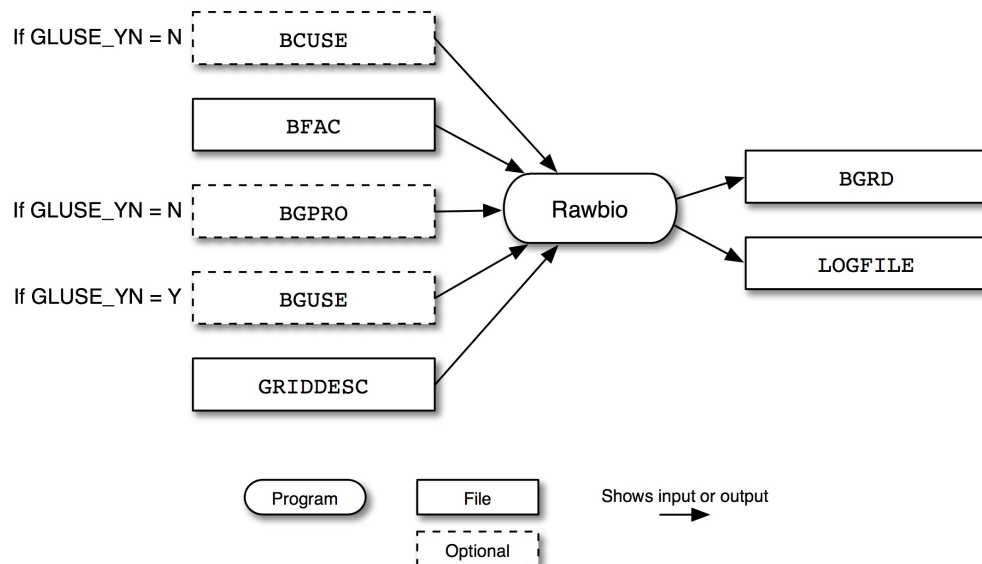 If GLUSE_YN = N
BCUSE
BFAC
If GLUSE_YN = N
BGPRO
If GLUSE_YN = Y
BGUSE
GRIDDESC
Rawbio
BGRD
LOGFILE
Program
File
Shows input or output
Optional